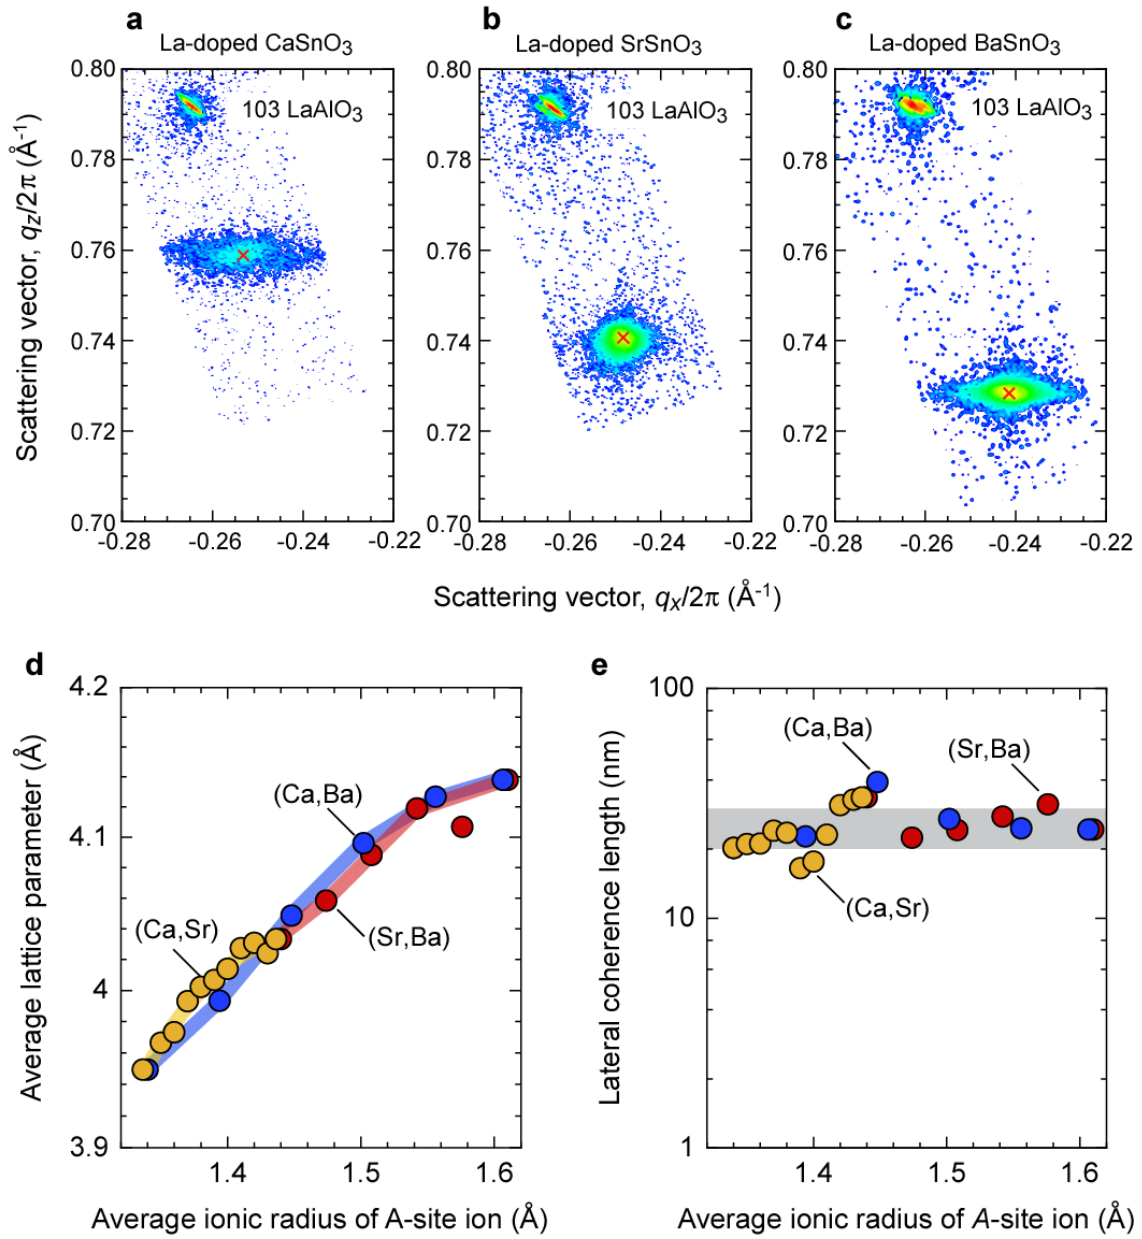 a
La-doped CaSnO3
b
La-doped SrSnO3
c
La-doped BaSnO3
Scattering vector, qz/2π (Å-1)
0.80
0.78
0.76
0.74
0.72
0.70
103 LaAlO3
-0.28
-0.26
-0.24
-0.22
0.80
0.78
0.76
0.74
0.72
0.70
103 LaAlO3
-0.28
-0.26
-0.24
-0.22
0.80
0.78
0.76
0.74
0.72
0.70
103 LaAlO3
-0.28
-0.26
-0.24
-0.22
Scattering vector, qx/2π (Å-1)
d
Average lattice parameter (Å)
4.2
4.1
4
3.9
(Ca,Ba)
(Ca,Sr)
(Sr,Ba)
1.4
1.5
1.6
Average ionic radius of A-site ion (Å)
e
Lateral coherence length (nm)
100
10
1
(Ca,Ba)
(Sr,Ba)
(Ca,Sr)
1.4
1.5
1.6
Average ionic radius of A-site ion (Å)